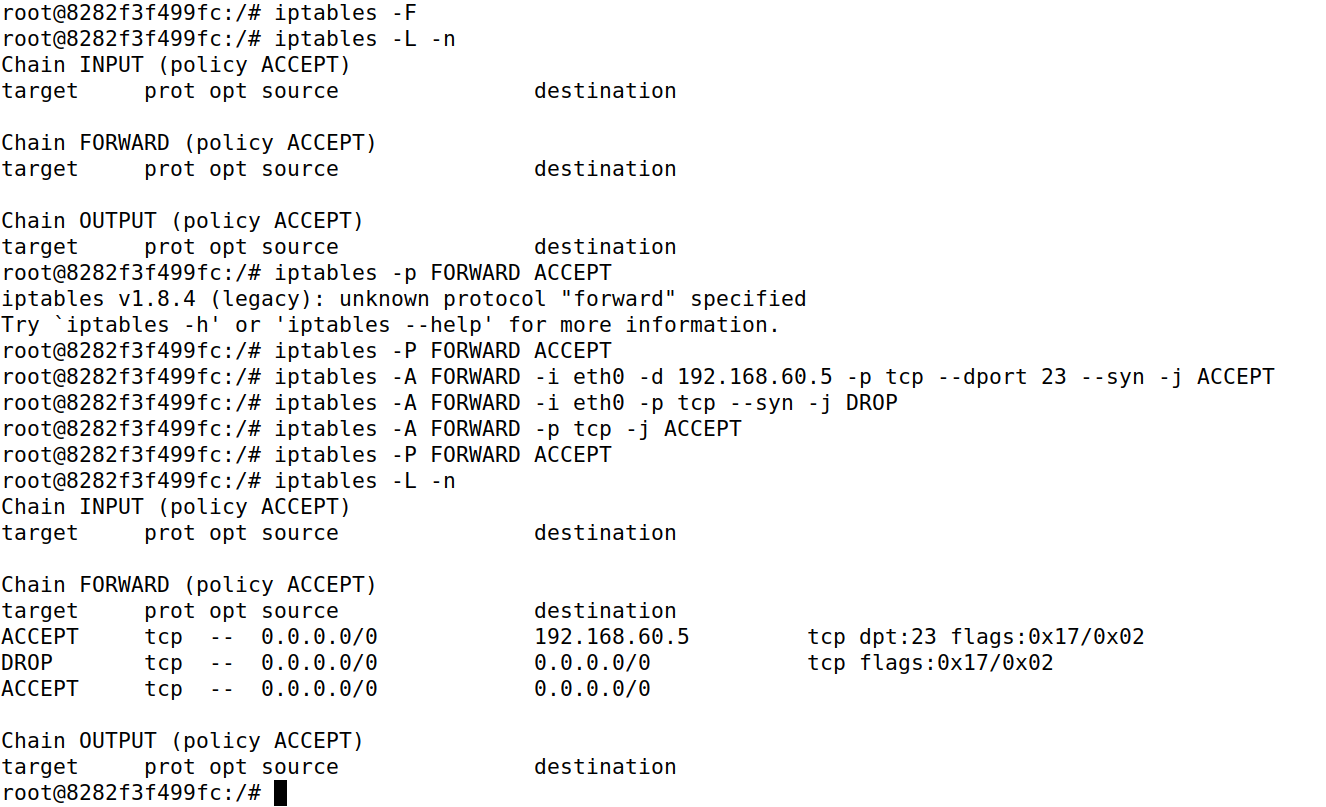 root@8282f3f499fc:/# iptables -F
root@8282f3f499fc:/# iptables -L -n
Chain INPUT (policy ACCEPT)
target     prot opt source               destination

Chain FORWARD (policy ACCEPT)
target     prot opt source               destination

Chain OUTPUT (policy ACCEPT)
target     prot opt source               destination
root@8282f3f499fc:/# iptables -p FORWARD ACCEPT
iptables v1.8.4 (legacy): unknown protocol "forward" specified
Try `iptables -h' or 'iptables --help' for more information.
root@8282f3f499fc:/# iptables -P FORWARD ACCEPT
root@8282f3f499fc:/# iptables -A FORWARD -i eth0 -d 192.168.60.5 -p tcp --dport 23 --syn -j ACCEPT
root@8282f3f499fc:/# iptables -A FORWARD -i eth0 -p tcp --syn -j DROP
root@8282f3f499fc:/# iptables -A FORWARD -p tcp -j ACCEPT
root@8282f3f499fc:/# iptables -P FORWARD ACCEPT
root@8282f3f499fc:/# iptables -L -n
Chain INPUT (policy ACCEPT)
target     prot opt source               destination

Chain FORWARD (policy ACCEPT)
target     prot opt source               destination
ACCEPT     tcp  --  0.0.0.0/0            192.168.60.5         tcp dpt:23 flags:0x17/0x02
DROP       tcp  --  0.0.0.0/0            0.0.0.0/0            tcp flags:0x17/0x02
ACCEPT     tcp  --  0.0.0.0/0            0.0.0.0/0

Chain OUTPUT (policy ACCEPT)
target     prot opt source               destination
root@8282f3f499fc:/#